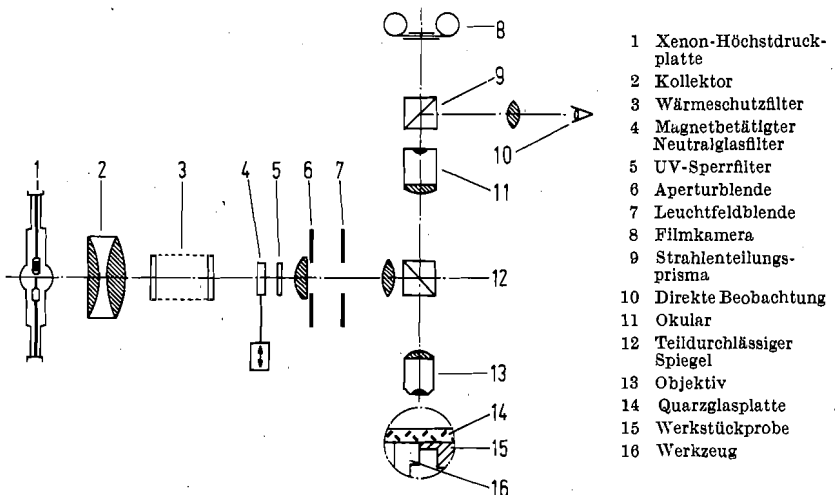 8
9
10
11
1
2
3
4
5
6
7
12
13
14
15
16
1 Xenon-Höchstdruck-
platte
2 Kollektor
3 Wärmeschutzfilter
4 Magnetbetätigter
Neutralglasfilter
5 UV-Sperrfilter
6 Aperturblende
7 Leuchtfeldblende
8 Filmkamera
9 Strahlenteilungs-
prisma
10 Direkte Beobachtung
11 Okular
12 Teildurchlässiger
Spiegel
13 Objektiv
14 Quarzglasplatte
15 Werkstückprobe
16 Werkzeug